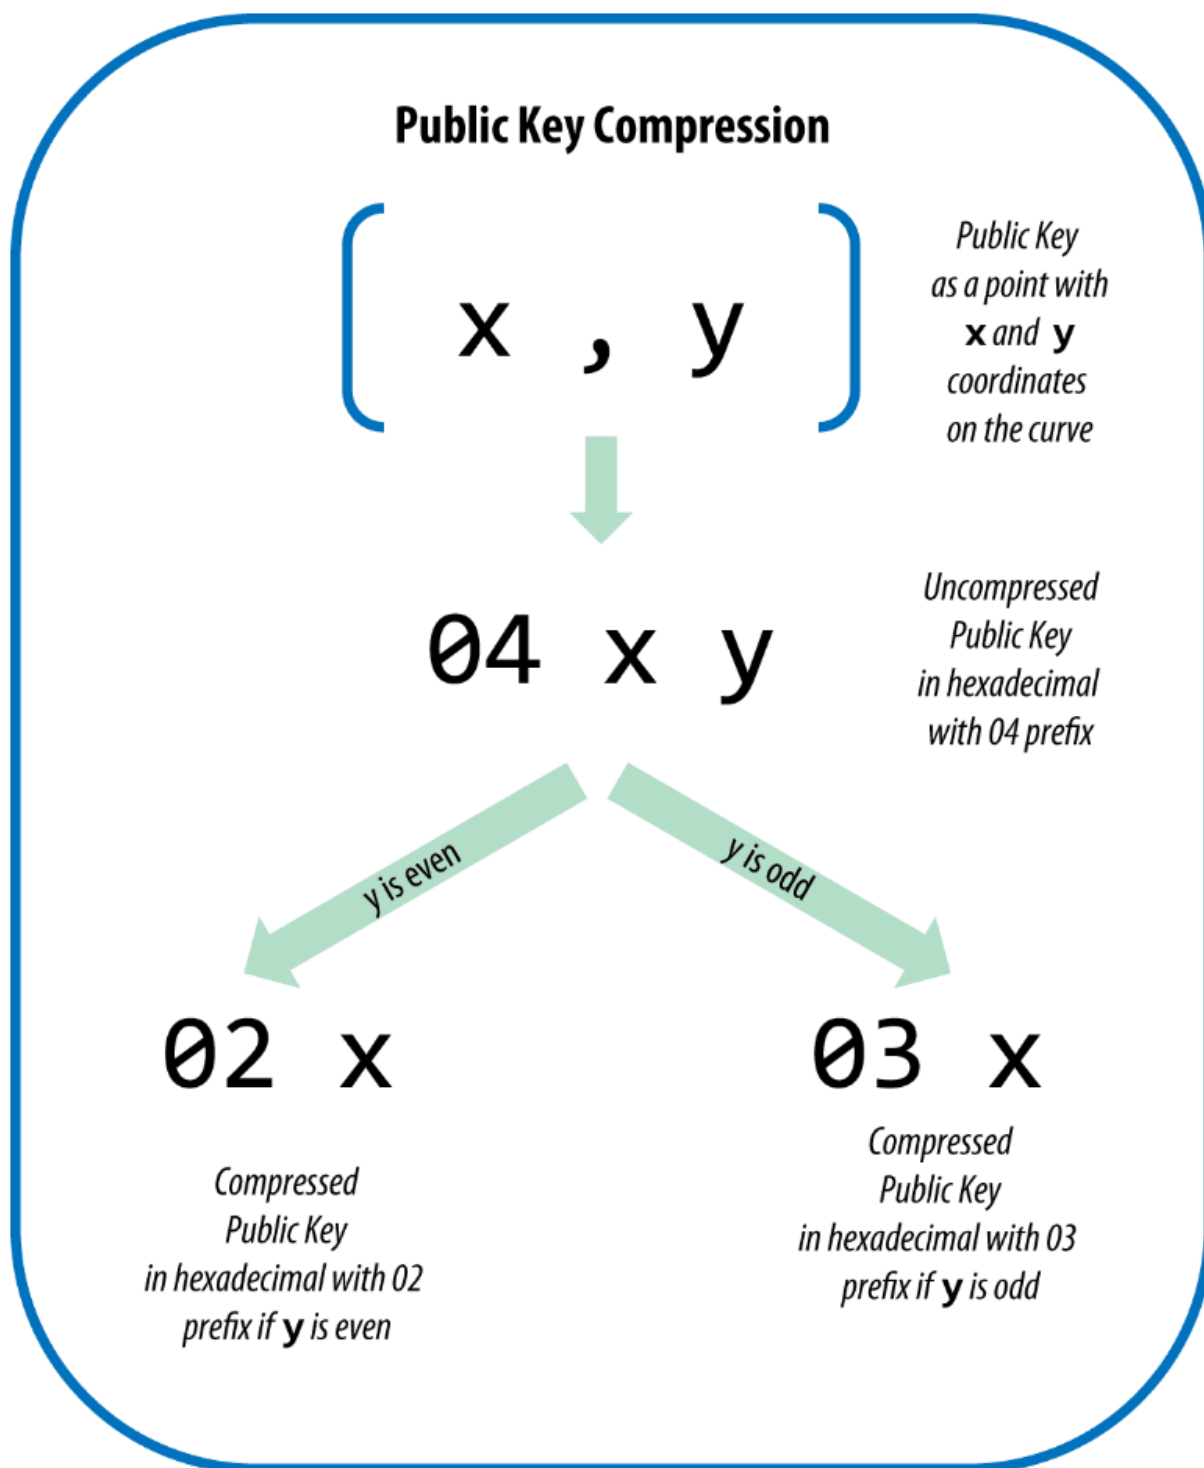 Public Key Compression
x , y
Public Key
as a point with
x and y
coordinates
on the curve
04 x y
Uncompressed
Public Key
in hexadecimal
with 04 prefix
y is even
y is odd
02 x
03 x
Compressed
Public Key
in hexadecimal with 02
prefix if y is even
Compressed
Public Key
in hexadecimal with 03
prefix if y is odd